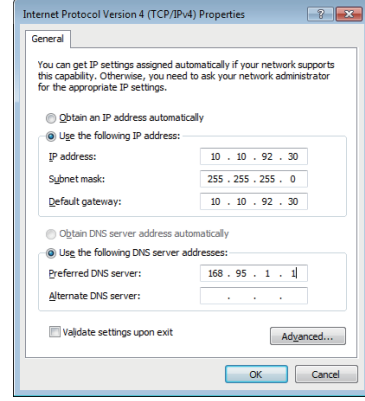 Internet Protocol Version 4 (TCP/IPv4) Properties
General
You can get IP settings assigned automatically if your network supports
this capability. Otherwise, you need to ask your network administrator
for the appropriate IP settings.
Obtain an IP address automatically
Use the following IP address:
IP address: 10 . 10 . 92 . 30
Subnet mask: 255 . 255 . 255 . 0
Default gateway: 10 . 10 . 92 . 30
Obtain DNS server address automatically
Use the following DNS server addresses:
Preferred DNS server: 168 . 95 . 1 . 1
Alternate DNS server: . . .
Validate settings upon exit
Advanced...
OK Cancel